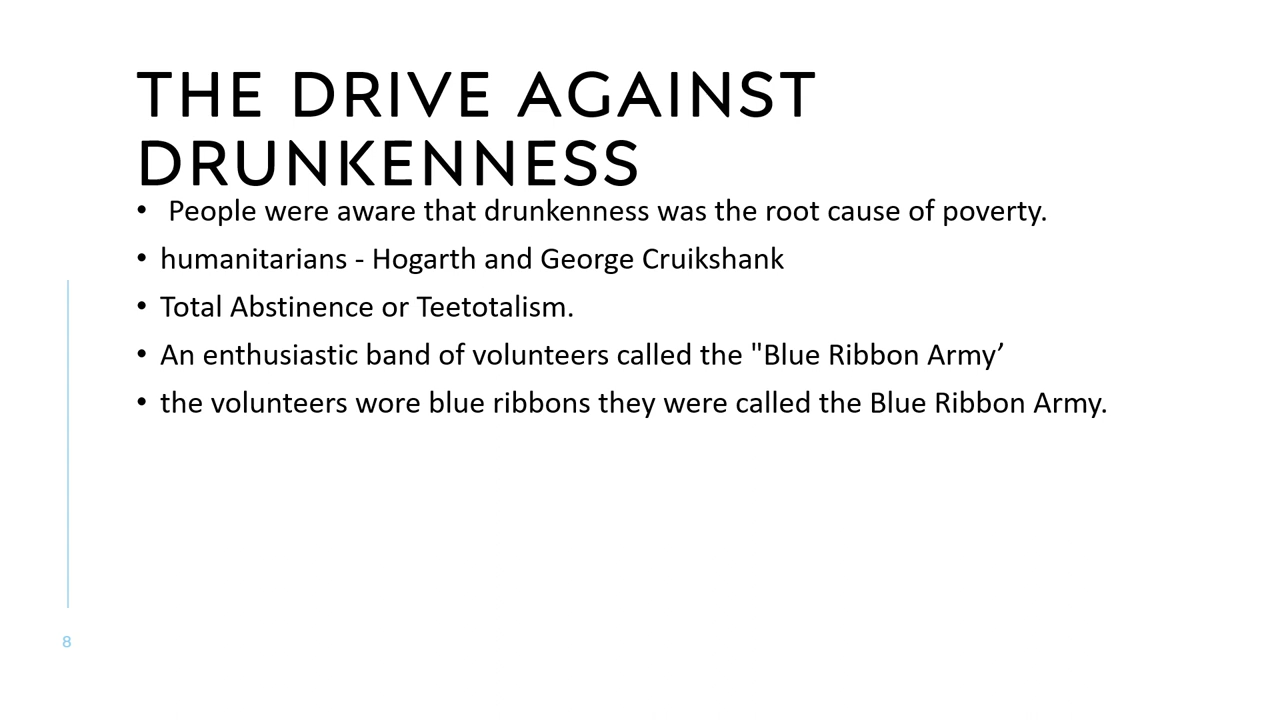 THE DRIVE AGAINST
DRUNKENNESS
• People were aware that drunkenness was the root cause of poverty.
• humanitarians - Hogarth and George Cruikshank
• Total Abstinence or Teetotalism.
• An enthusiastic band of volunteers called the "Blue Ribbon Army’
• the volunteers wore blue ribbons they were called the Blue Ribbon Army.
8